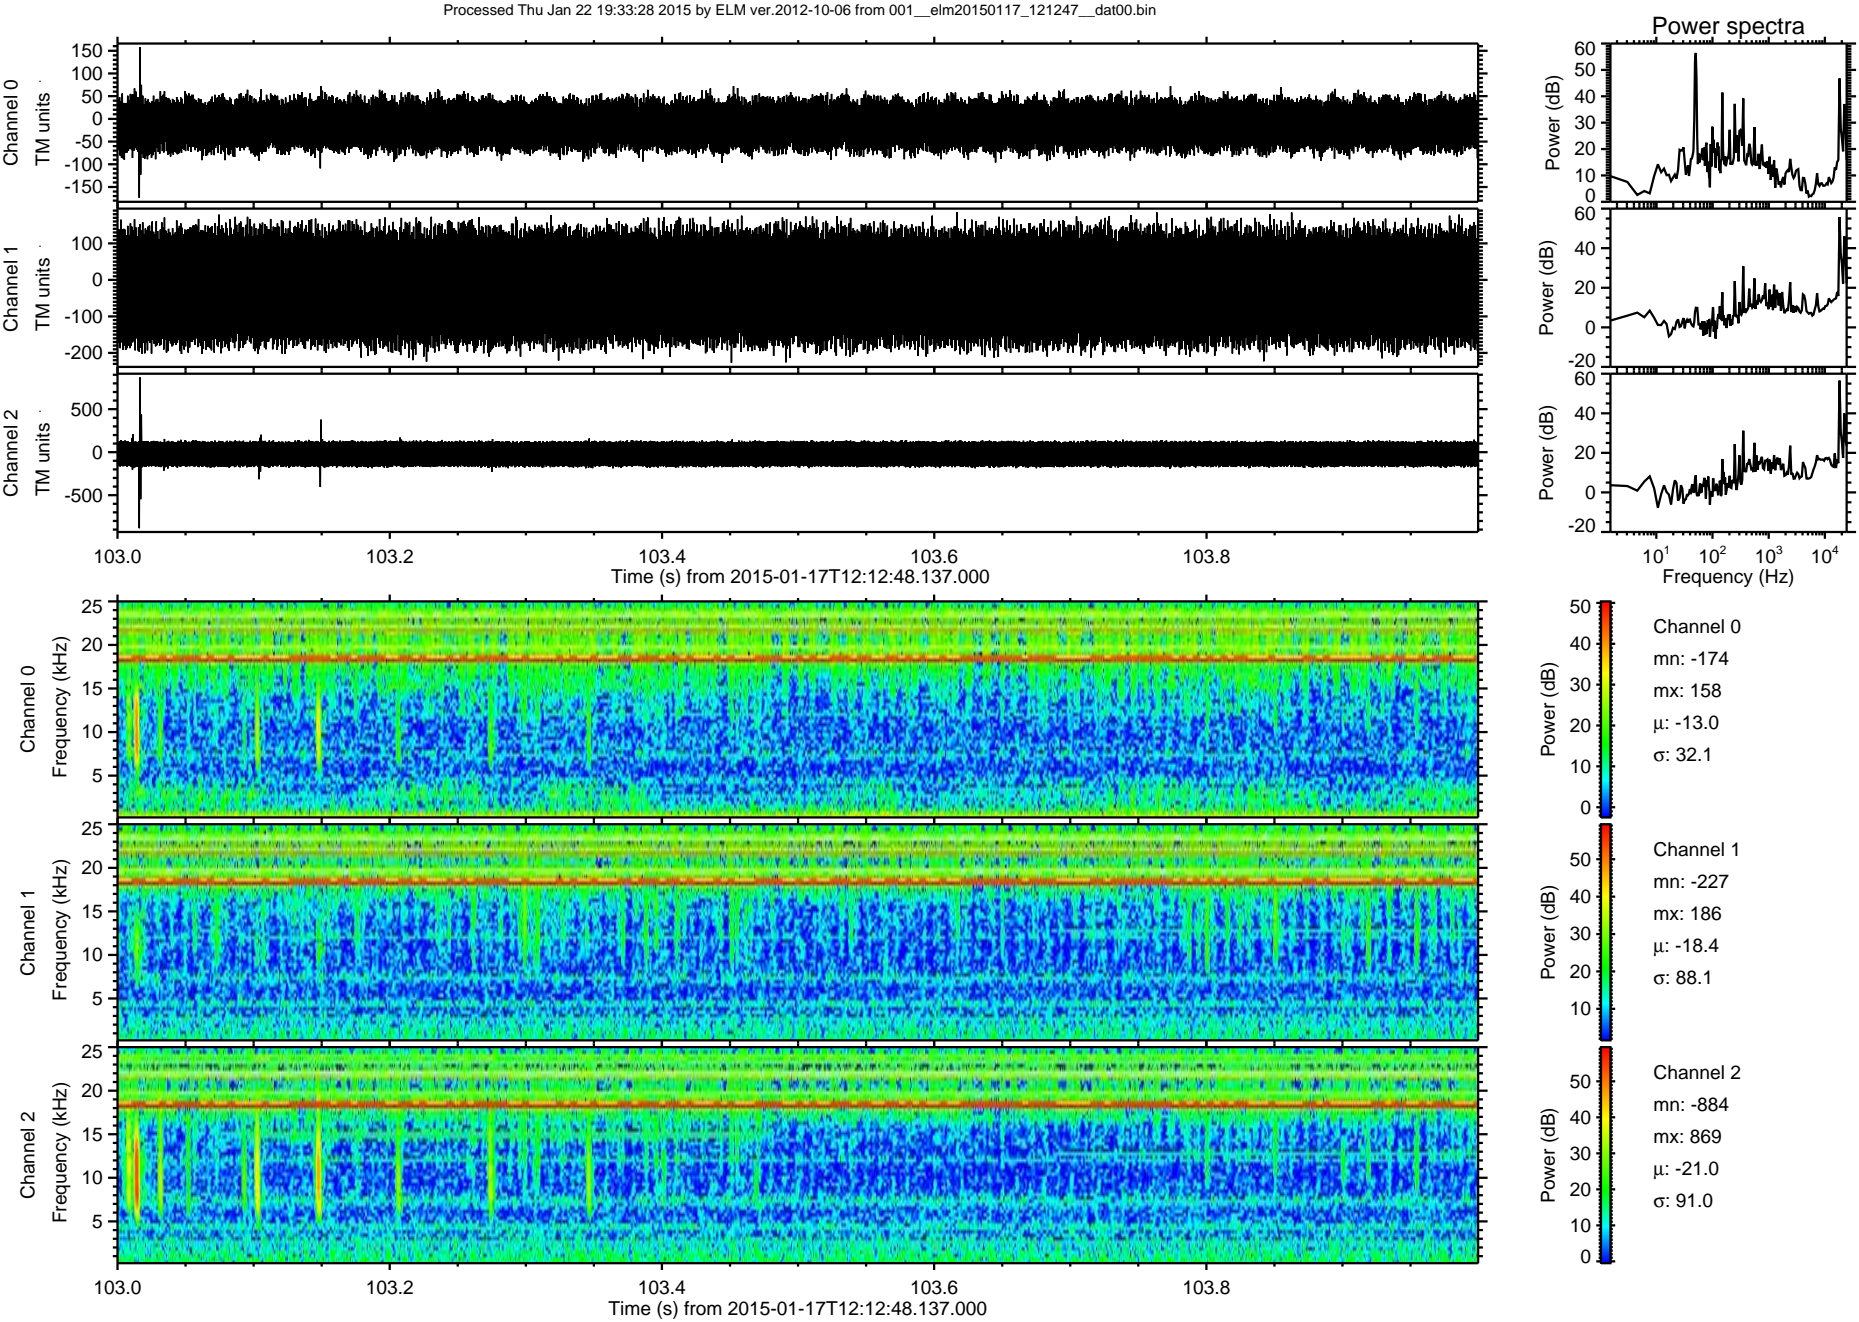 Processed Thu Jan 22 19:33:28 2015 by ELM ver.2012-10-06 from 001__elm20150117_121247__dat00.bin
Power spectra
Channel 0
TM units
150
100
50
0
-50
-100
-150
Power (dB)
60
50
40
30
20
10
0
Channel 1
TM units
100
0
-100
-200
Power (dB)
60
40
20
0
-20
Channel 2
TM units
500
0
-500
Power (dB)
60
40
20
0
-20
103.0 103.2 103.4 103.6 103.8
Time (s) from 2015-01-17T12:12:48.137.000
10^1 10^2 10^3 10^4
Frequency (Hz)
Channel 0
Frequency (kHz)
25
20
15
10
5
Power (dB)
50
40
30
20
10
0
Channel 0
mn: -174
mx: 158
μ: -13.0
σ: 32.1
Channel 1
Frequency (kHz)
25
20
15
10
5
Power (dB)
50
40
30
20
10
Channel 1
mn: -227
mx: 186
μ: -18.4
σ: 88.1
Channel 2
Frequency (kHz)
25
20
15
10
5
Power (dB)
50
40
30
20
10
0
Channel 2
mn: -884
mx: 869
μ: -21.0
σ: 91.0
103.0 103.2 103.4 103.6 103.8
Time (s) from 2015-01-17T12:12:48.137.000